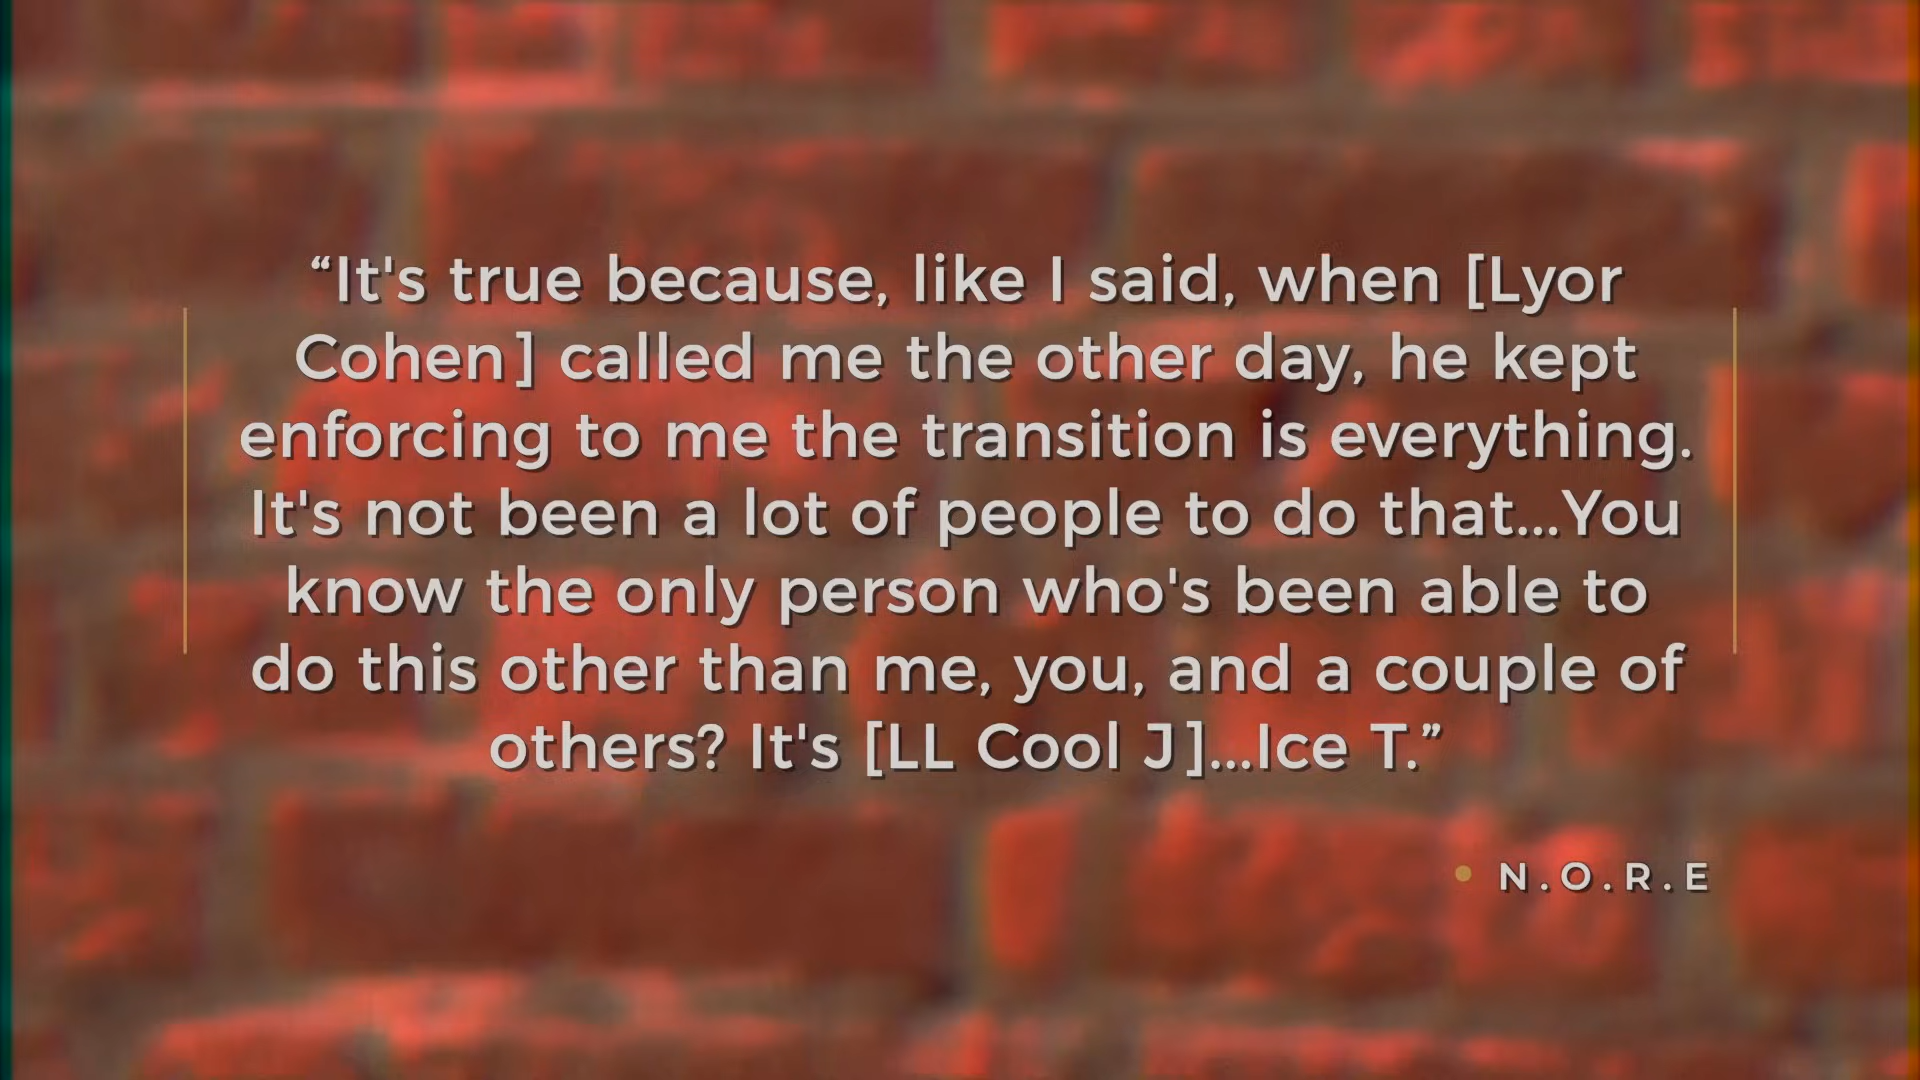 “It's true because, like I said, when [Lyor
Cohen] called me the other day, he kept
enforcing to me the transition is everything.
It's not been a lot of people to do that...You
know the only person who's been able to
do this other than me, you, and a couple of
others? It's [LL Cool J]...Ice T.”
N.O.R.E